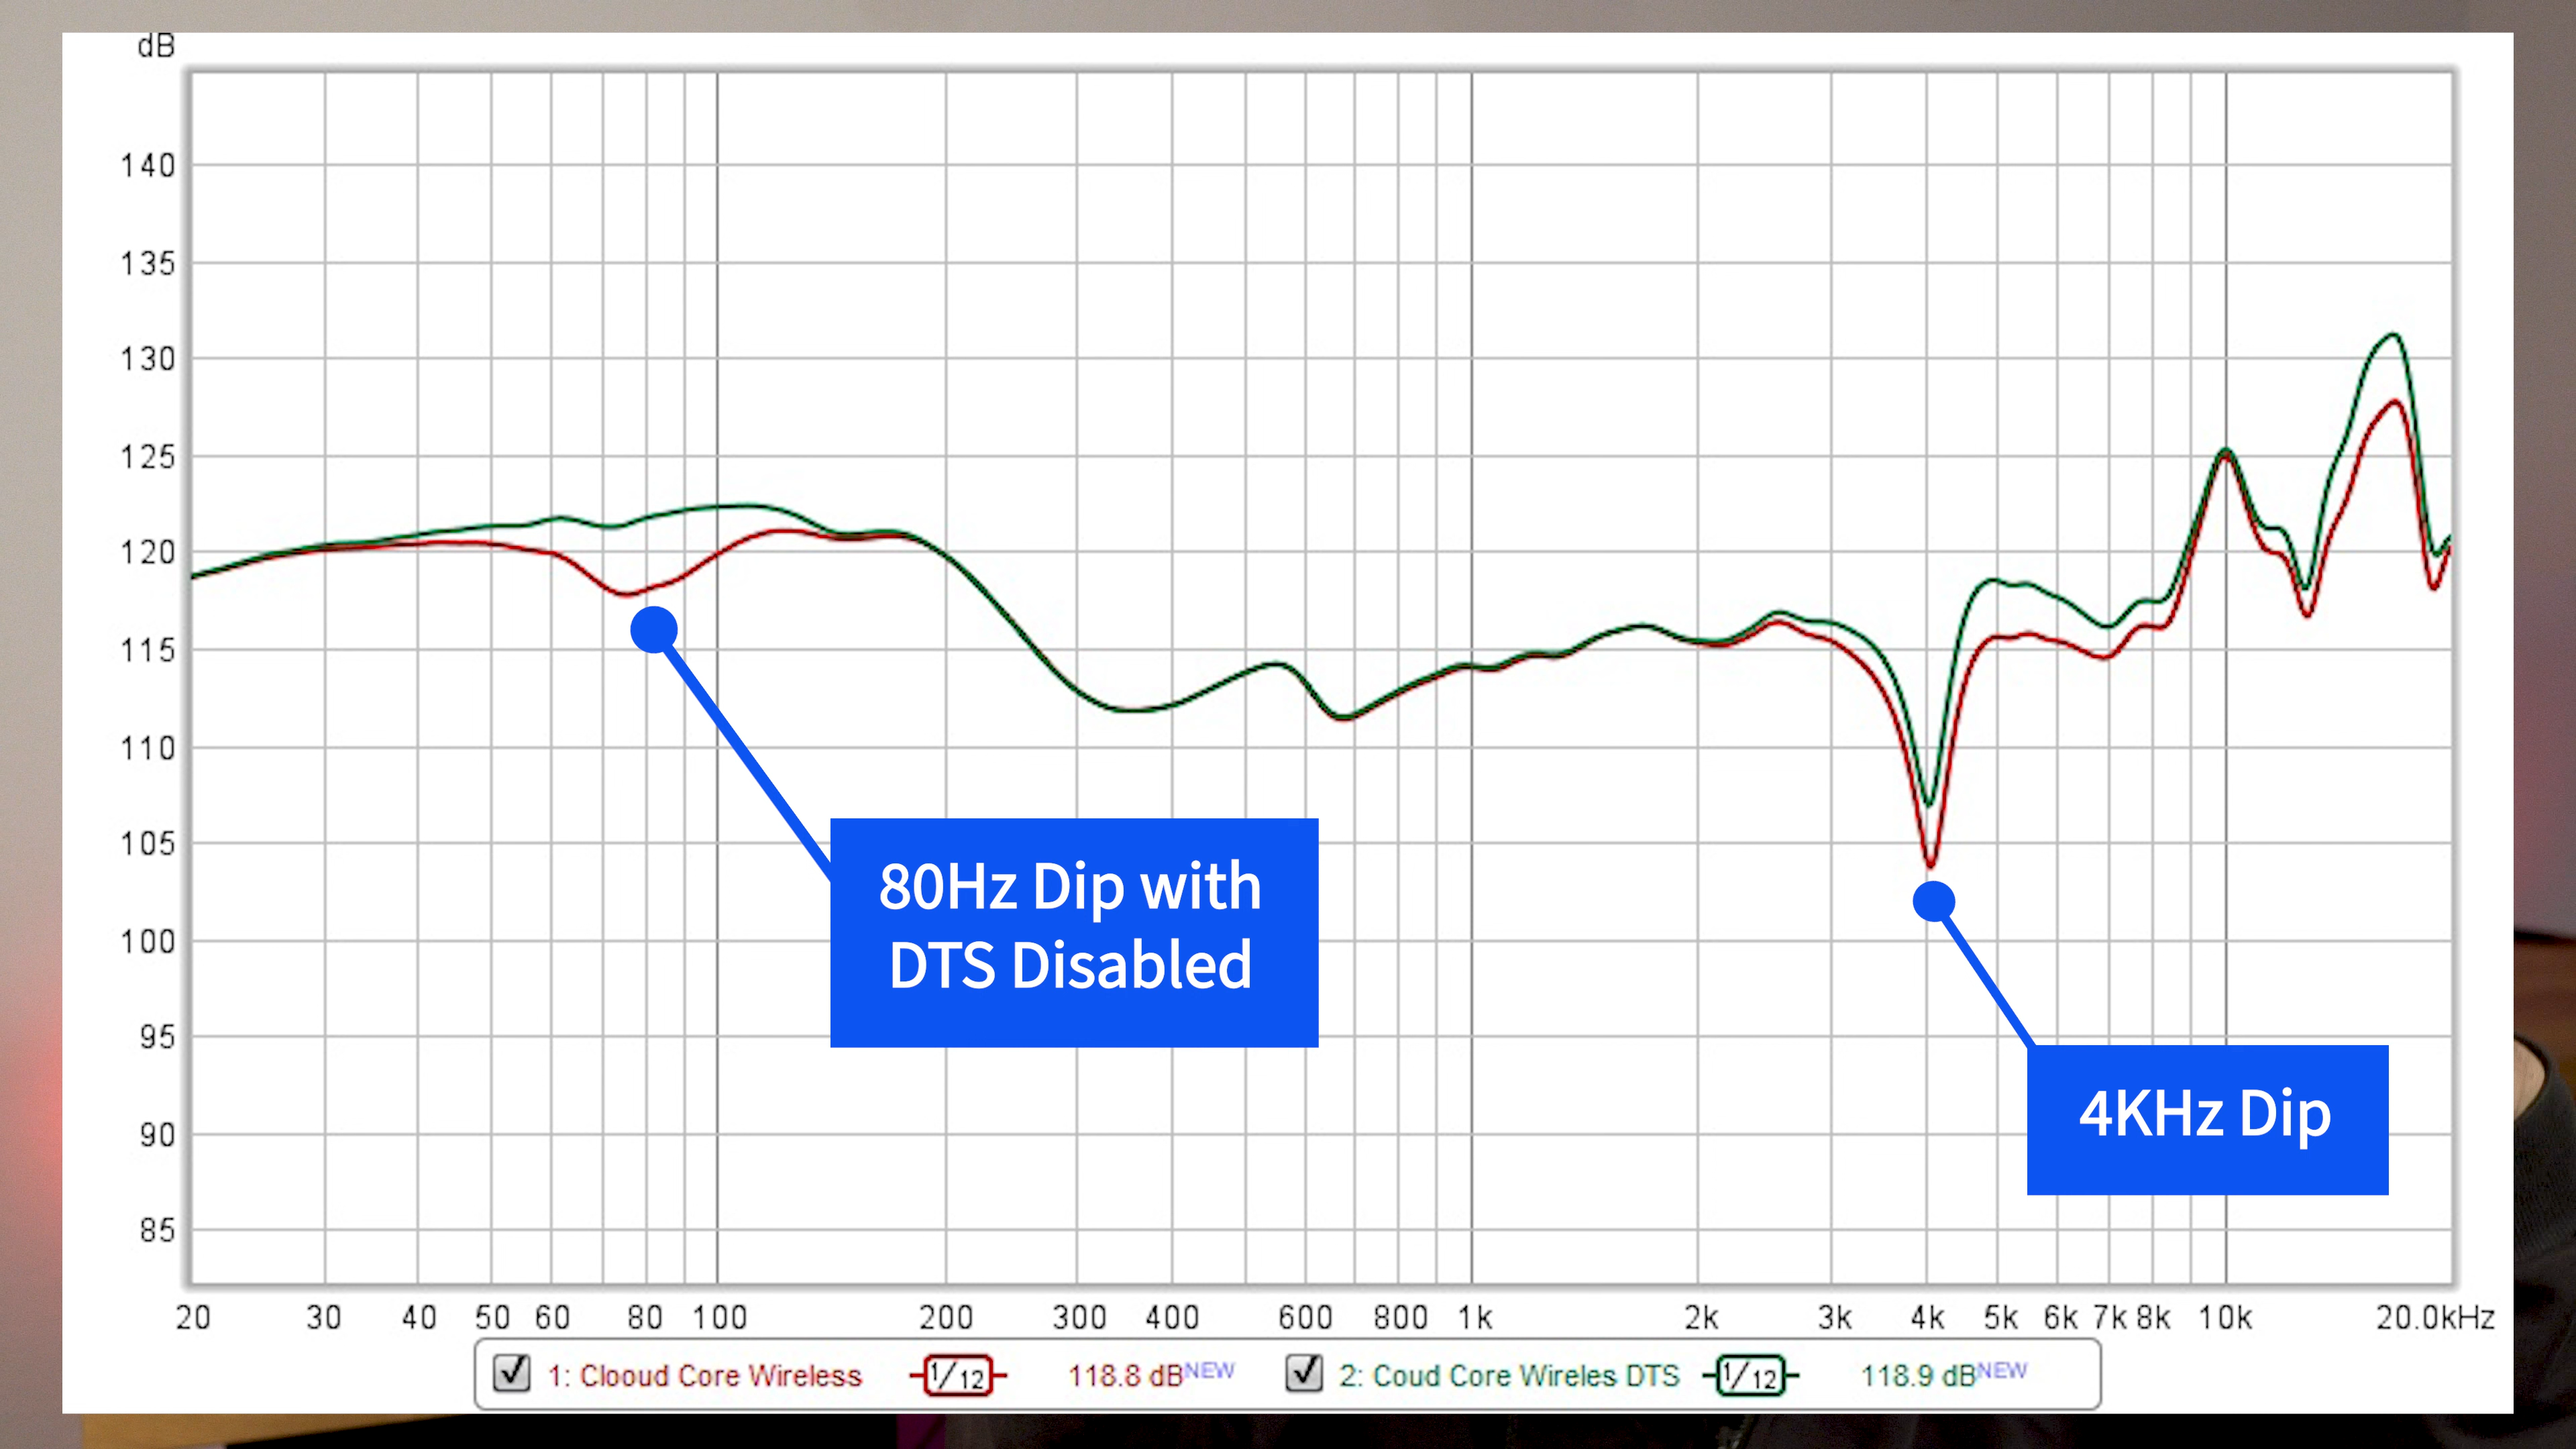 dB
140
135
130
125
120
115
110
105
100
95
90
85
80Hz Dip with
DTS Disabled
4KHz Dip
20 30 40 50 60 80 100 200 300 400 600 800 1k 2k 3k 4k 5k 6k 7k 8k 10k 20.0kHz
1: Clooud Core Wireless 1/12 118.8 dB NEW 2: Coud Core Wireles DTS 1/12 118.9 dB NEW